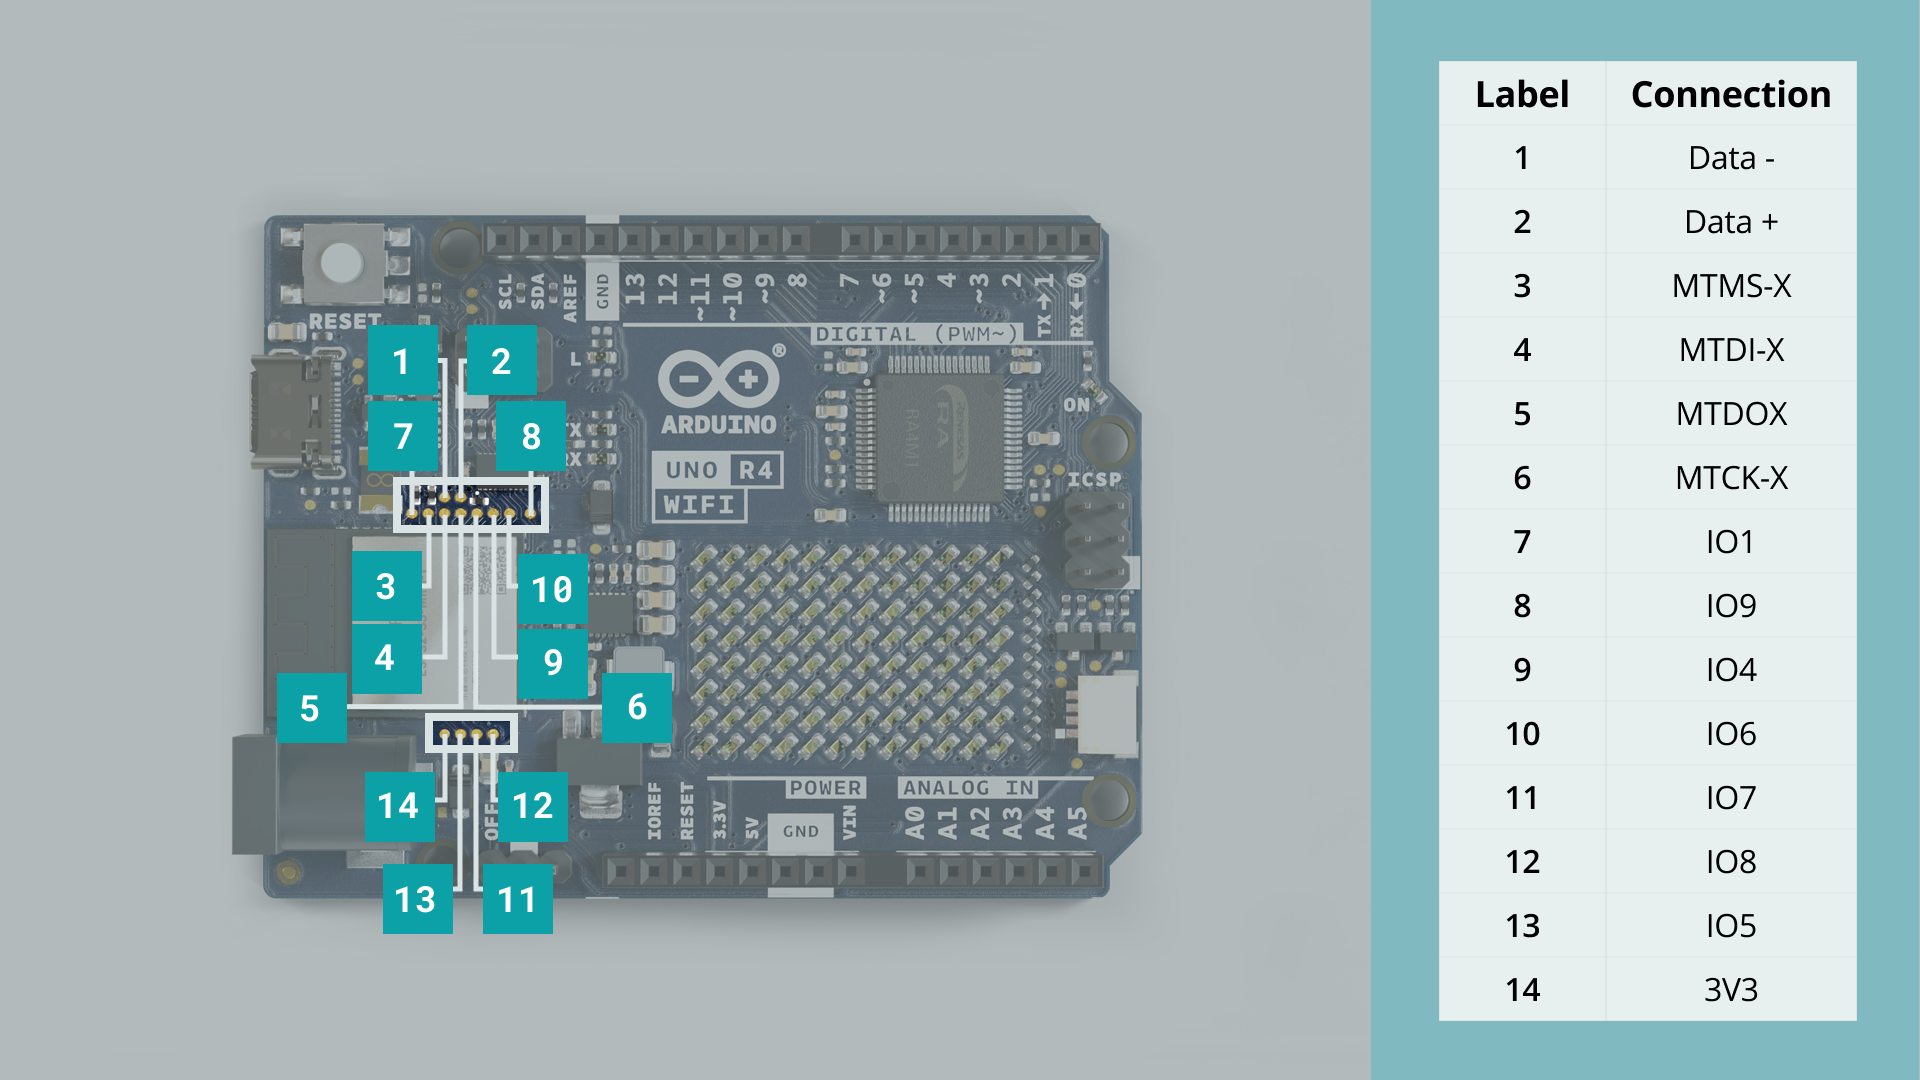 RESET
SCL
SDA
AREF
GND
13
12
~11
~10
~9
8
7
~6
~5
4
~3
2
TX→1
RX←0
DIGITAL (PWM~)
L
TX
RX
ARDUINO
®
UNO R4
WIFI
RENESAS
RA
RA4M1
ON
ICSP
1
2
7
8
3
10
4
9
5
6
14
12
13
11
OFF
IOREF
RESET
3.3V
5V
GND
VIN
POWER
ANALOG IN
A0
A1
A2
A3
A4
A5
Label Connection
1 Data -
2 Data +
3 MTMS-X
4 MTDI-X
5 MTDOX
6 MTCK-X
7 IO1
8 IO9
9 IO4
10 IO6
11 IO7
12 IO8
13 IO5
14 3V3